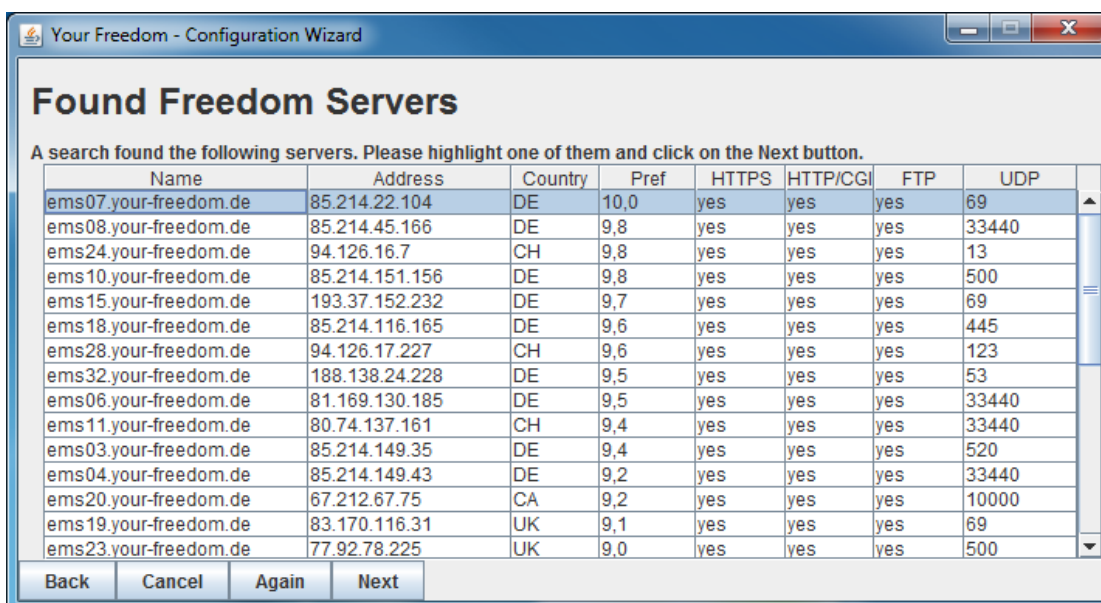 Your Freedom - Configuration Wizard
Found Freedom Servers
A search found the following servers. Please highlight one of them and click on the Next button.
Name Address Country Pref HTTPS HTTP/CGI FTP UDP
ems07.your-freedom.de 85.214.22.104 DE 10,0 yes yes yes 69
ems08.your-freedom.de 85.214.45.166 DE 9,8 yes yes yes 33440
ems24.your-freedom.de 94.126.16.7 CH 9,8 yes yes yes 13
ems10.your-freedom.de 85.214.151.156 DE 9,8 yes yes yes 500
ems15.your-freedom.de 193.37.152.232 DE 9,7 yes yes yes 69
ems18.your-freedom.de 85.214.116.165 DE 9,6 yes yes yes 445
ems28.your-freedom.de 94.126.17.227 CH 9,6 yes yes yes 123
ems32.your-freedom.de 188.138.24.228 DE 9,5 yes yes yes 53
ems06.your-freedom.de 81.169.130.185 DE 9,5 yes yes yes 33440
ems11.your-freedom.de 80.74.137.161 CH 9,4 yes yes yes 33440
ems03.your-freedom.de 85.214.149.35 DE 9,4 yes yes yes 520
ems04.your-freedom.de 85.214.149.43 DE 9,2 yes yes yes 33440
ems20.your-freedom.de 67.212.67.75 CA 9,2 yes yes yes 10000
ems19.your-freedom.de 83.170.116.31 UK 9,1 yes yes yes 69
ems23.your-freedom.de 77.92.78.225 UK 9,0 yes yes yes 500
Back Cancel Again Next